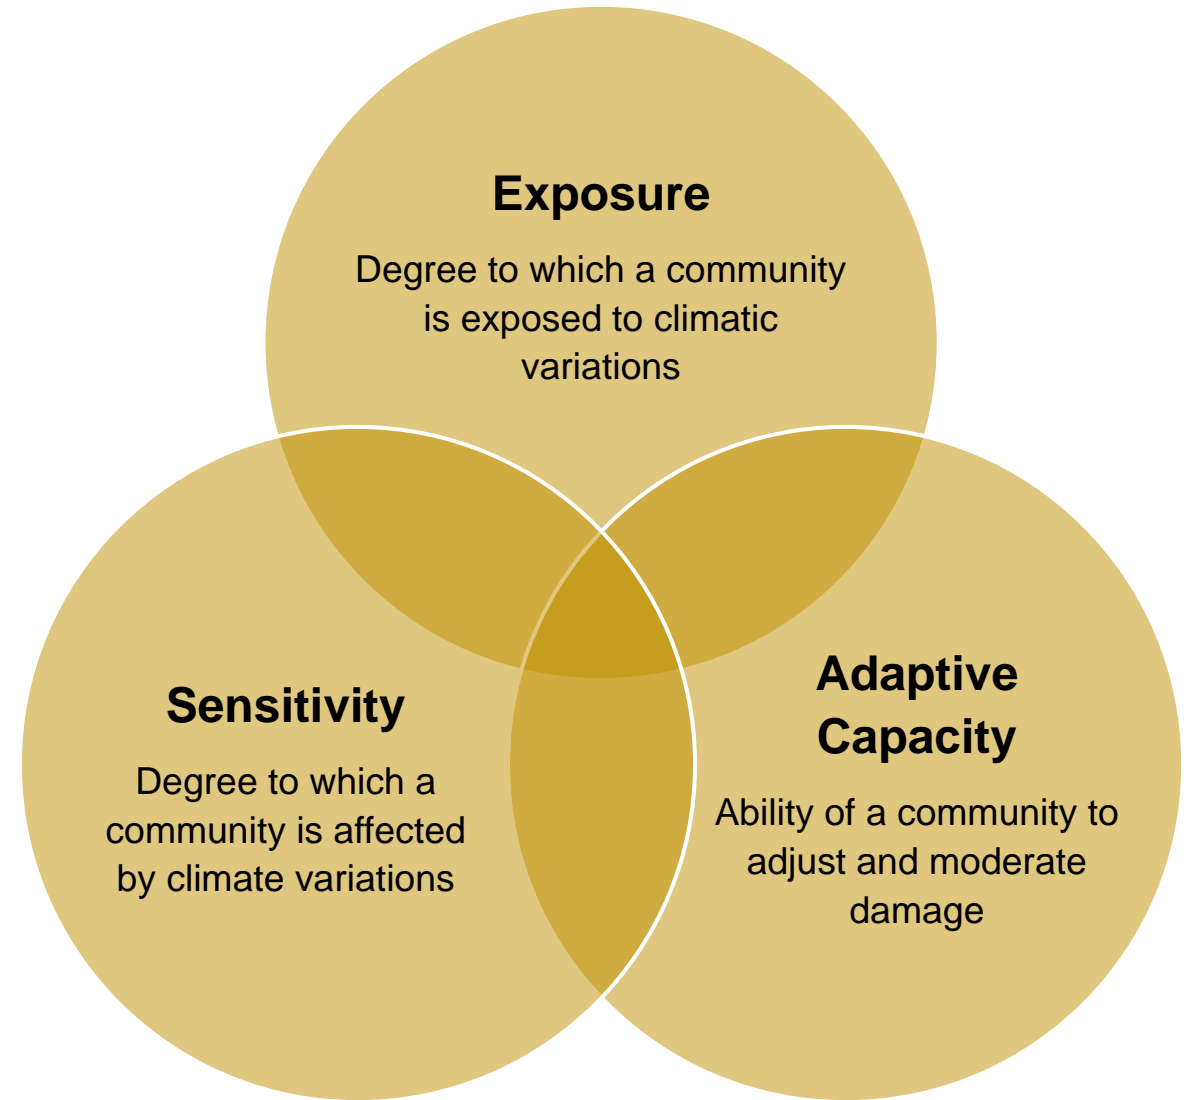 Exposure
Degree to which a community
is exposed to climatic
variations
Sensitivity
Degree to which a
community is affected
by climate variations
Adaptive
Capacity
Ability of a community to
adjust and moderate
damage